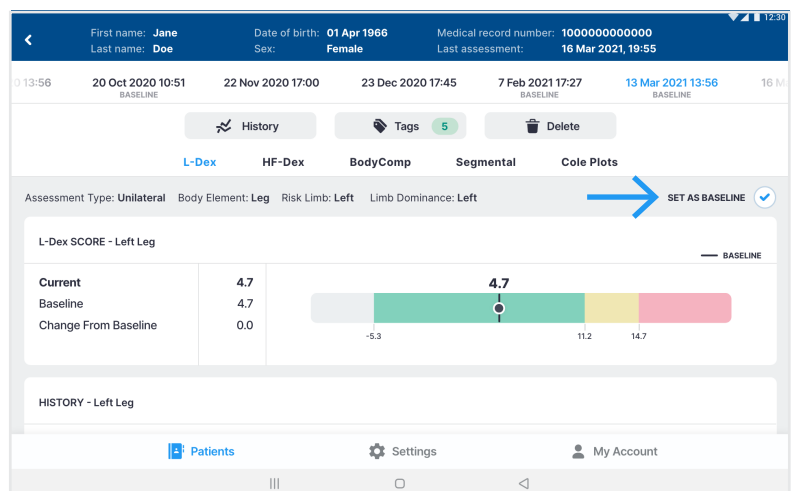 12:30
First name: Jane Date of birth: 01 Apr 1966 Medical record number: 1000000000000
Last name: Doe Sex: Female Last assessment: 16 Mar 2021, 19:55
0 13:56 20 Oct 2020 10:51 22 Nov 2020 17:00 23 Dec 2020 17:45 7 Feb 2021 17:27 13 Mar 2021 13:56 16 M
BASELINE BASELINE BASELINE
History Tags 5 Delete
L-Dex HF-Dex BodyComp Segmental Cole Plots
Assessment Type: Unilateral Body Element: Leg Risk Limb: Left Limb Dominance: Left SET AS BASELINE
L-Dex SCORE - Left Leg
BASELINE
Current 4.7 4.7
Baseline 4.7
Change From Baseline 0.0
-5.3 11.2 14.7
HISTORY - Left Leg
Patients Settings My Account